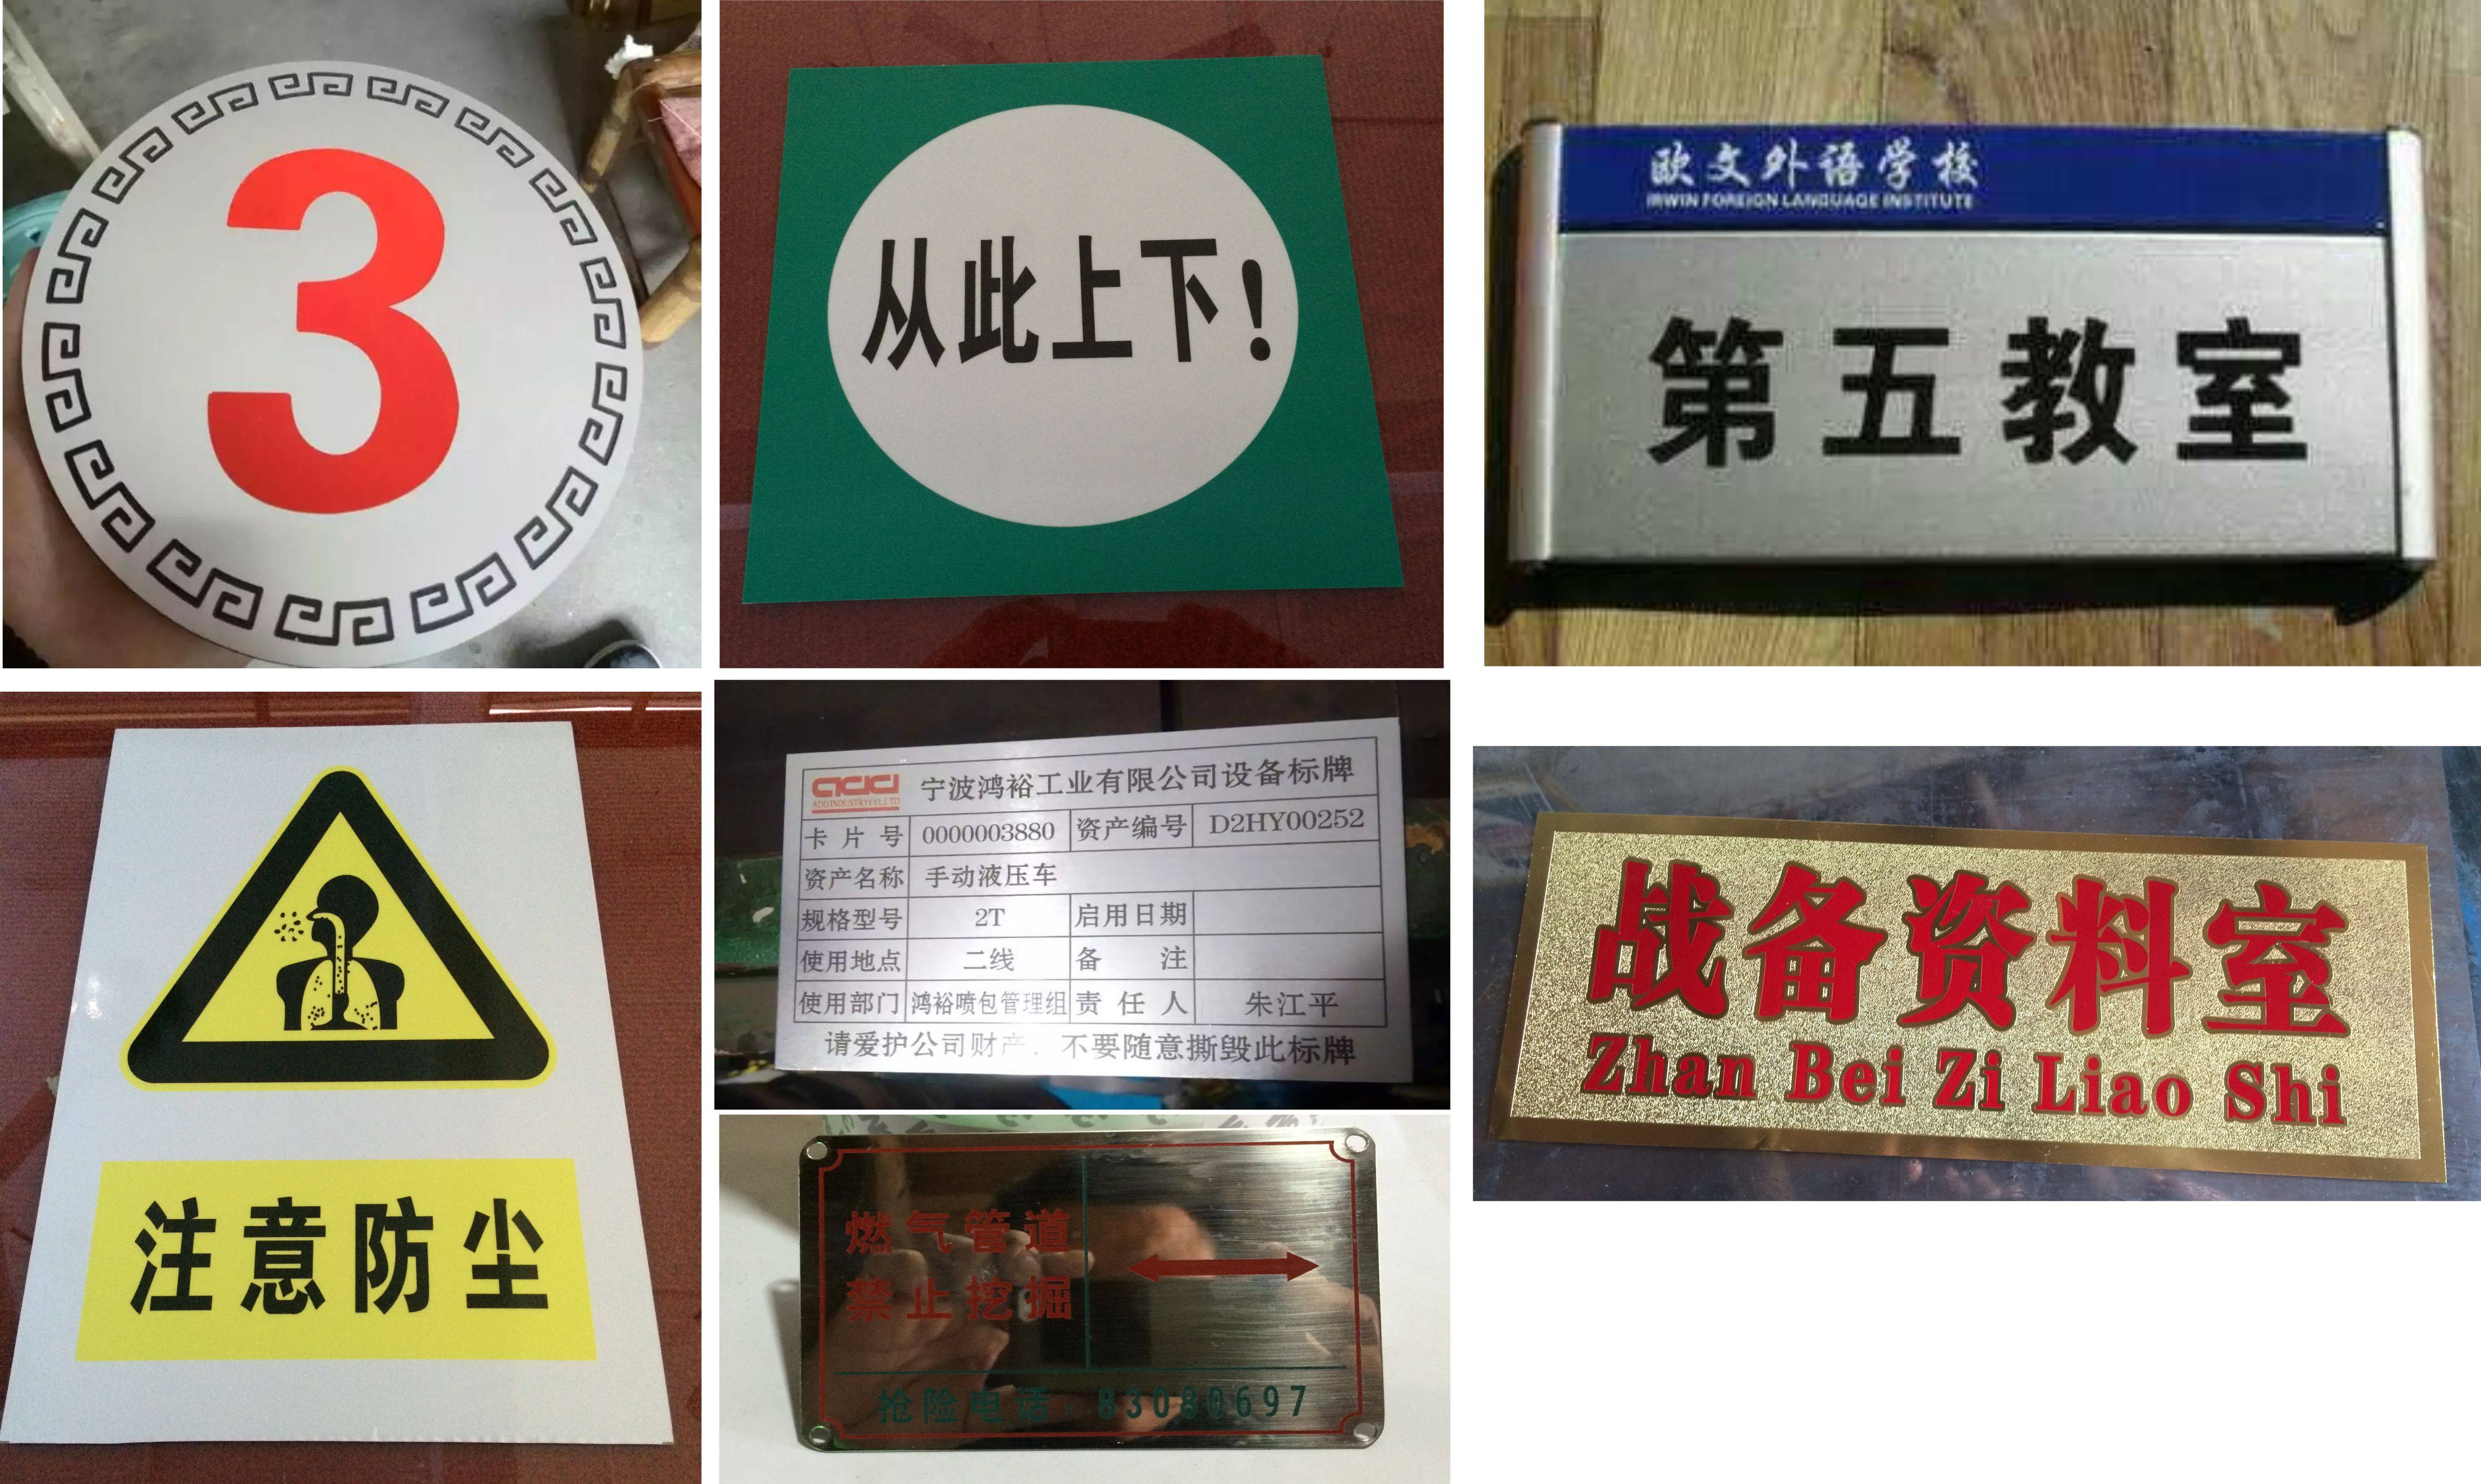 3
从此上下!
欧文外语学校
IRWIN FOREIGN LANGUAGE INSTITUTE
第五教室
注意防尘
宁波鸿裕工业有限公司设备标牌
卡片号 0000003880 资产编号 D2HY00252
资产名称 手动液压车
规格型号 2T 启用日期
使用地点 二线 备注
使用部门 鸿裕喷包管理组 责任人 朱江平
请爱护公司财产，不要随意撕毁此标牌
燃气管道
禁止挖掘
抢险电话：83080697
战备资料室
Zhan Bei Zi Liao Shi